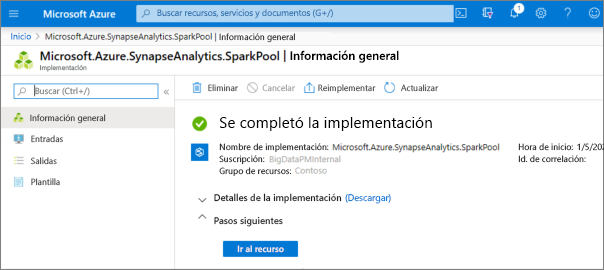 Microsoft Azure
Buscar recursos, servicios y documentos (G+/)
1
Inicio > Microsoft.Azure.SynapseAnalytics.SparkPool | Información general
Microsoft.Azure.SynapseAnalytics.SparkPool | Información general
Implementación
Buscar (Ctrl+/)
Información general
Entradas
Salidas
Plantilla
Eliminar Cancelar Reimplementar Actualizar
Se completó la implementación
Nombre de implementación: Microsoft.Azure.SynapseAnalytics.SparkPool Hora de inicio: 1/5/202
Suscripción: BigDataPMInternal Id. de correlación:
Grupo de recursos: Contoso
Detalles de la implementación (Descargar)
Pasos siguientes
Ir al recurso